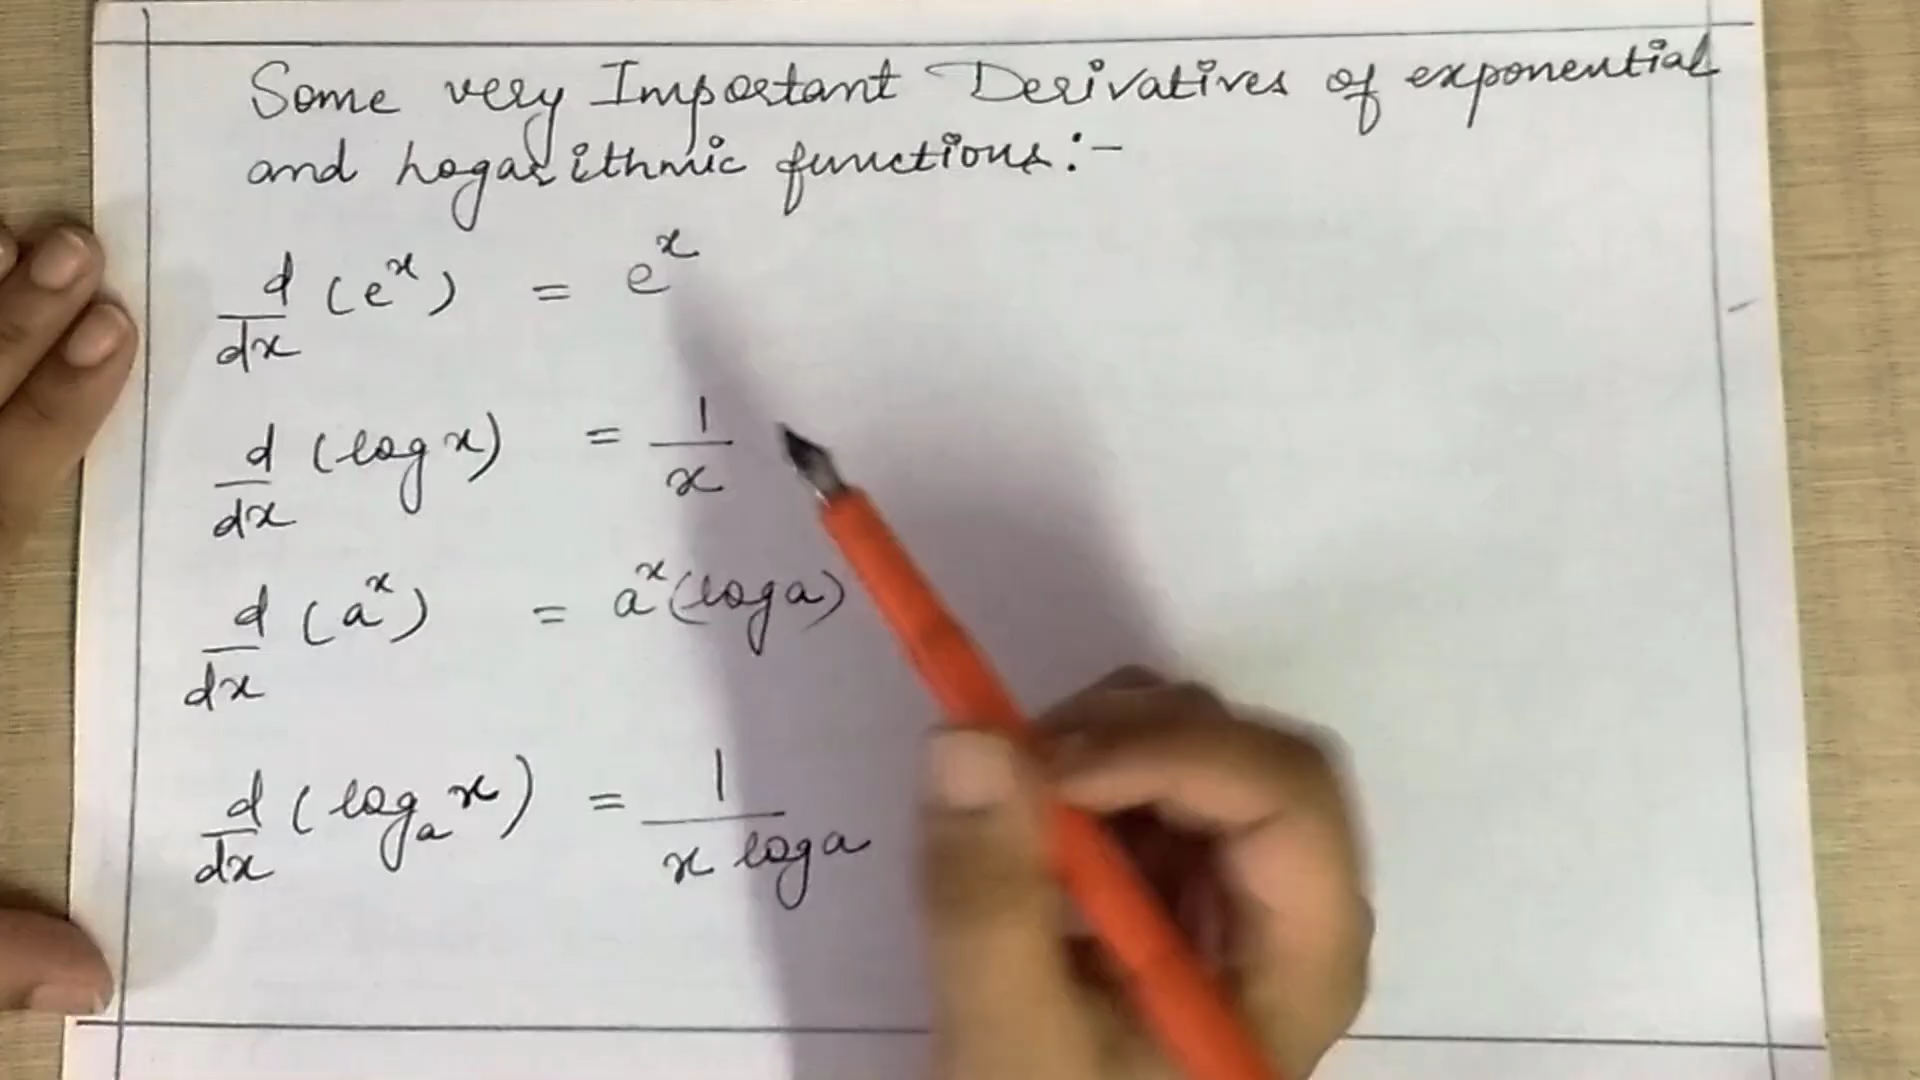 Some very Important Derivatives of exponential
and logarithmic functions:-
d/dx (e^x) = e^x
d/dx (log x) = 1/x
d/dx (a^x) = a^x (log a)
d/dx (log_a x) = 1/(x log a)